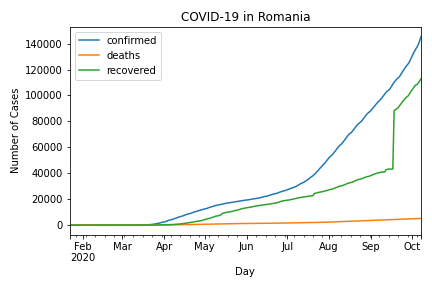 COVID-19 in Romania
confirmed
deaths
recovered
Number of Cases
140000
120000
100000
80000
60000
40000
20000
0
Feb Mar Apr May Jun Jul Aug Sep Oct
2020
Day